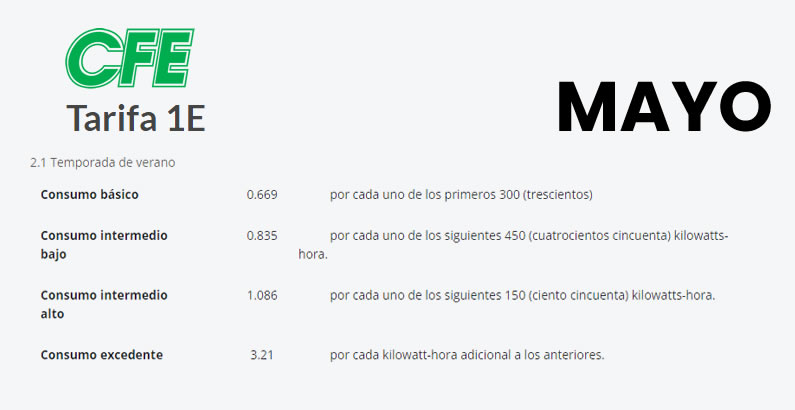 CFE
Tarifa 1E
MAYO
2.1 Temporada de verano
Consumo básico 0.669 por cada uno de los primeros 300 (trescientos)
Consumo intermedio bajo 0.835 por cada uno de los siguientes 450 (cuatrocientos cincuenta) kilowatts-
hora.
Consumo intermedio alto 1.086 por cada uno de los siguientes 150 (ciento cincuenta) kilowatts-hora.
Consumo excedente 3.21 por cada kilowatt-hora adicional a los anteriores.